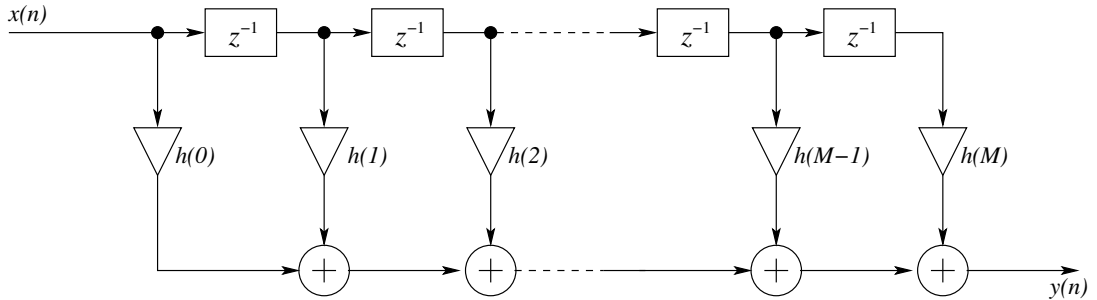 x(n)
z⁻¹ z⁻¹ z⁻¹ z⁻¹
h(0) h(1) h(2) h(M−1) h(M)
+ + + +
y(n)